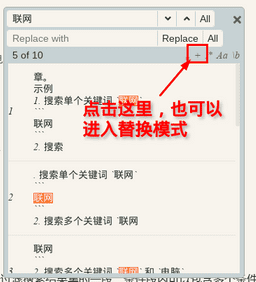 联网 All
Replace with Replace All
5 of 10 ÷ .* Aa \b
章。
示例
1. 搜索单个关键词 `联网`
1 ```
联网
```
2. 搜索
点击这里，也可以
进入替换模式
. 搜索单个关键词 `联网`
```
2 联网
```
2. 搜索多个关键词 `联网
联网
```
3 2. 搜索多个关键词 `联网` 和 `电脑`